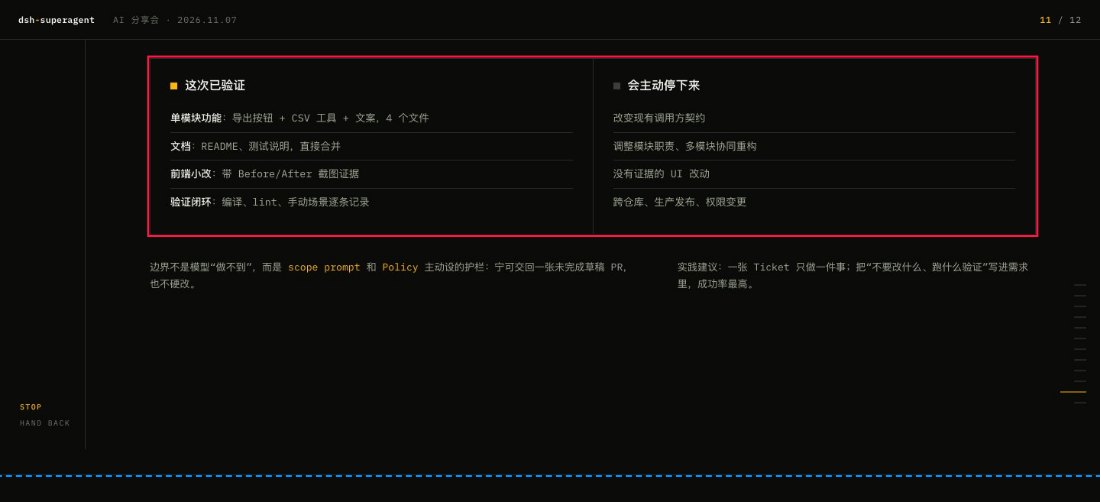 dsh-superagent AI 分享会 · 2026.11.07 11 / 12
这次已验证
单模块功能：导出按钮 + CSV 工具 + 文案，4 个文件
文档：README、测试说明，直接合并
前端小改：带 Before/After 截图证据
验证闭环：编译、lint、手动场景逐条记录
会主动停下来
改变现有调用方契约
调整模块职责、多模块协同重构
没有证据的 UI 改动
跨仓库、生产发布、权限变更
边界不是模型“做不到”，而是 scope prompt 和 Policy 主动设的护栏：宁可交回一张未完成草稿 PR，
也不硬改。
实践建议：一张 Ticket 只做一件事；把“不要改什么、跑什么验证”写进需求
里，成功率最高。
STOP
HAND BACK